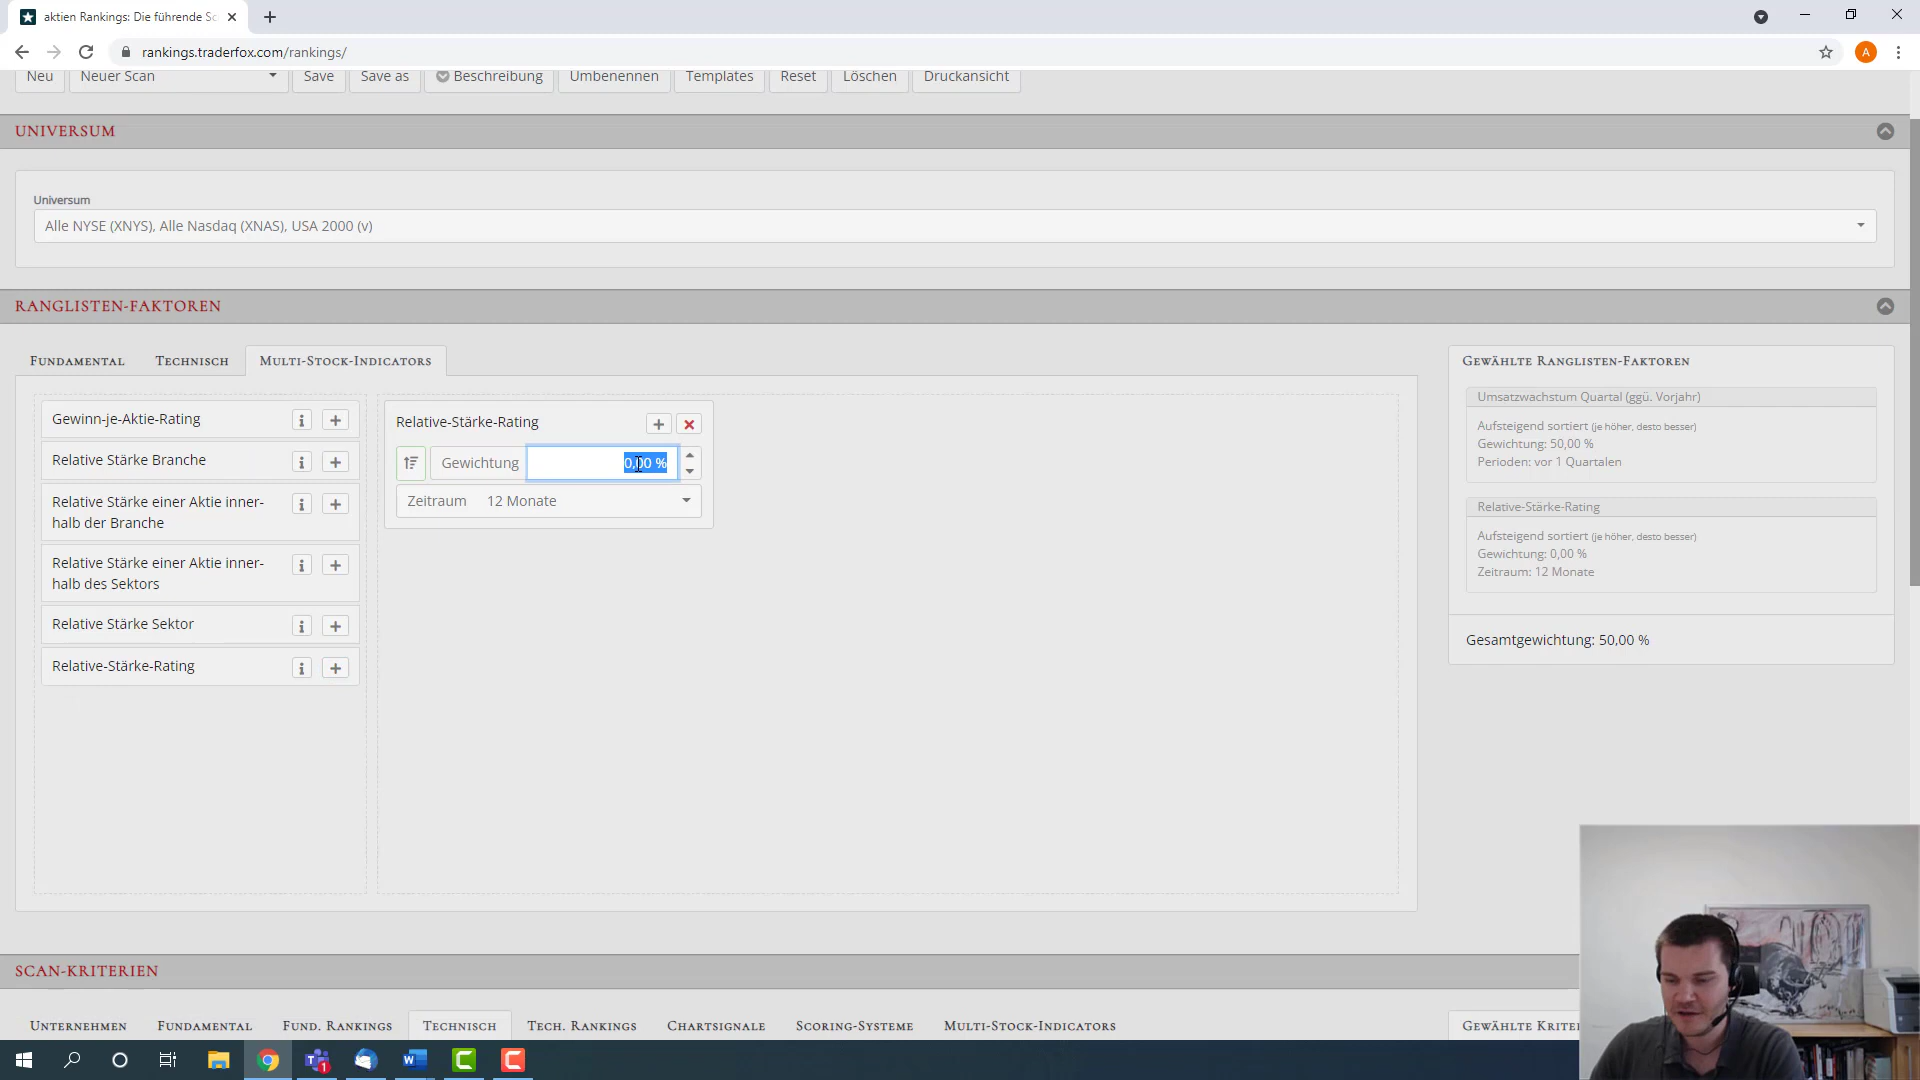 aktien Rankings: Die führende Sc
rankings.traderfox.com/rankings/
A
Neu
Neuer Scan
Save
Save as
Beschreibung
Umbenennen
Templates
Reset
Löschen
Druckansicht
UNIVERSUM
Universum
Alle NYSE (XNYS), Alle Nasdaq (XNAS), USA 2000 (v)
RANGLISTEN-FAKTOREN
FUNDAMENTAL
TECHNISCH
MULTI-STOCK-INDICATORS
Gewinn-je-Aktie-Rating
Relative Stärke Branche
Relative Stärke einer Aktie inner-
halb der Branche
Relative Stärke einer Aktie inner-
halb des Sektors
Relative Stärke Sektor
Relative-Stärke-Rating
Relative-Stärke-Rating
Gewichtung
0,00 %
Zeitraum
12 Monate
GEWÄHLTE RANGLISTEN-FAKTOREN
Umsatzwachstum Quartal (ggü. Vorjahr)
Aufsteigend sortiert (je höher, desto besser)
Gewichtung: 50,00 %
Perioden: vor 1 Quartalen
Relative-Stärke-Rating
Aufsteigend sortiert (je höher, desto besser)
Gewichtung: 0,00 %
Zeitraum: 12 Monate
Gesamtgewichtung: 50,00 %
SCAN-KRITERIEN
UNTERNEHMEN
FUNDAMENTAL
FUND. RANKINGS
TECHNISCH
TECH. RANKINGS
CHARTSIGNALE
SCORING-SYSTEME
MULTI-STOCK-INDICATORS
GEWÄHLTE KRITE